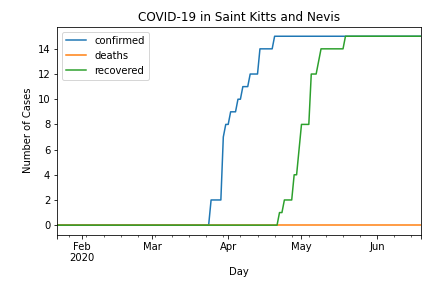 COVID-19 in Saint Kitts and Nevis
confirmed
deaths
recovered
Number of Cases
14
12
10
8
6
4
2
0
Feb
2020
Mar
Apr
May
Jun
Day